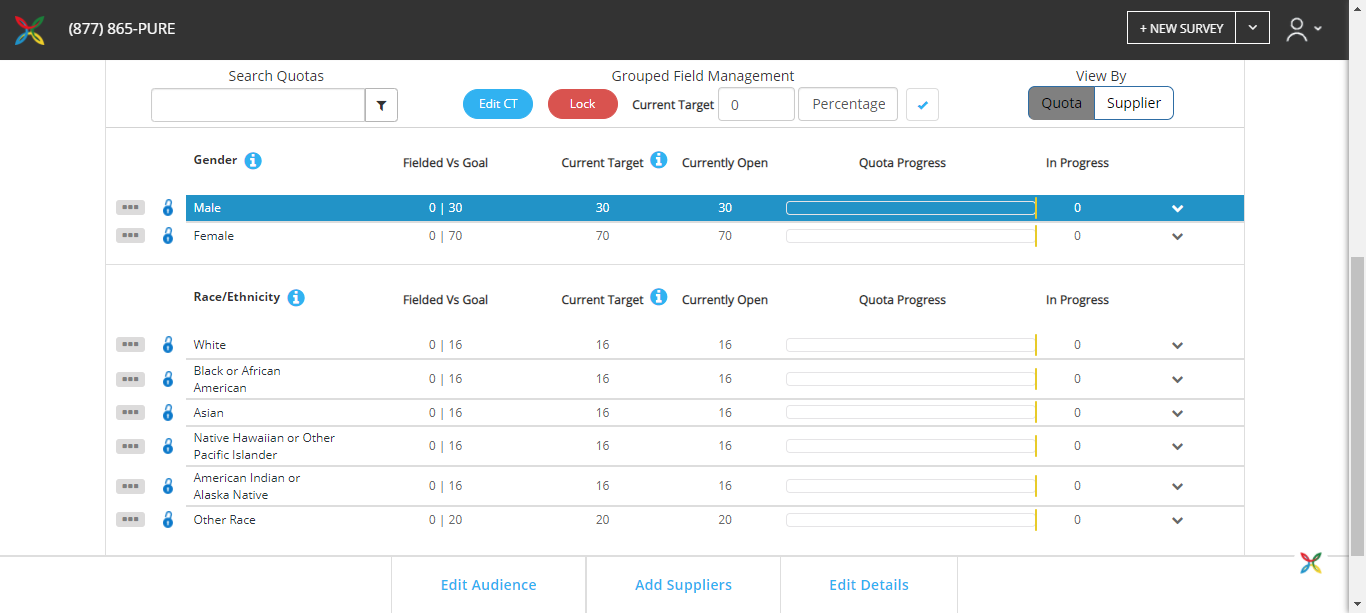 (877) 865-PURE
+ NEW SURVEY
Search Quotas
Grouped Field Management
View By
Edit CT
Lock
Current Target
0
Percentage
Quota
Supplier
Gender
Fielded Vs Goal
Current Target
Currently Open
Quota Progress
In Progress
Male
0 | 30
30
30
0
Female
0 | 70
70
70
0
Race/Ethnicity
Fielded Vs Goal
Current Target
Currently Open
Quota Progress
In Progress
White
0 | 16
16
16
0
Black or African
American
0 | 16
16
16
0
Asian
0 | 16
16
16
0
Native Hawaiian or Other
Pacific Islander
0 | 16
16
16
0
American Indian or
Alaska Native
0 | 16
16
16
0
Other Race
0 | 20
20
20
0
Edit Audience
Add Suppliers
Edit Details